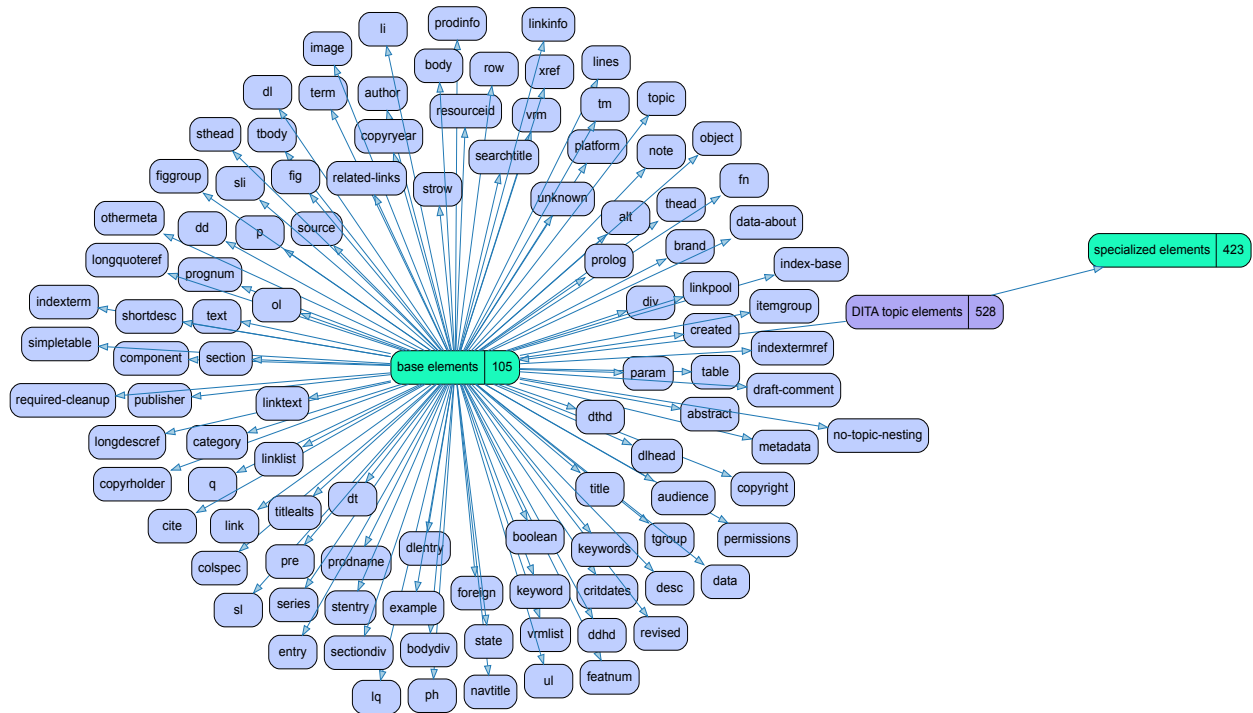 li
prodinfo
linkinfo
image
body
row
xref
lines
dl
term
author
resourceid
vrm
tm
topic
sthead
tbody
copyryear
searchtitle
platform
note
object
figgroup
sli
fig
related-links
strow
unknown
alt
thead
fn
othermeta
dd
p
source
data-about
longquoteref
prognum
prolog
brand
index-base
specialized elements 423
indexterm
shortdesc
text
ol
div
linkpool
itemgroup
DITA topic elements 528
simpletable
component
section
created
indextermref
base elements 105
param
table
draft-comment
required-cleanup
publisher
linktext
dthd
abstract
no-topic-nesting
longdescref
category
linklist
dlhead
metadata
copyrholder
q
title
audience
copyright
cite
link
titlealts
dt
colspec
pre
prodname
dlentry
boolean
keywords
tgroup
permissions
sl
series
stentry
example
foreign
keyword
critdates
desc
data
entry
sectiondiv
bodydiv
state
vrmlist
ddhd
revised
lq
ph
navtitle
ul
featnum